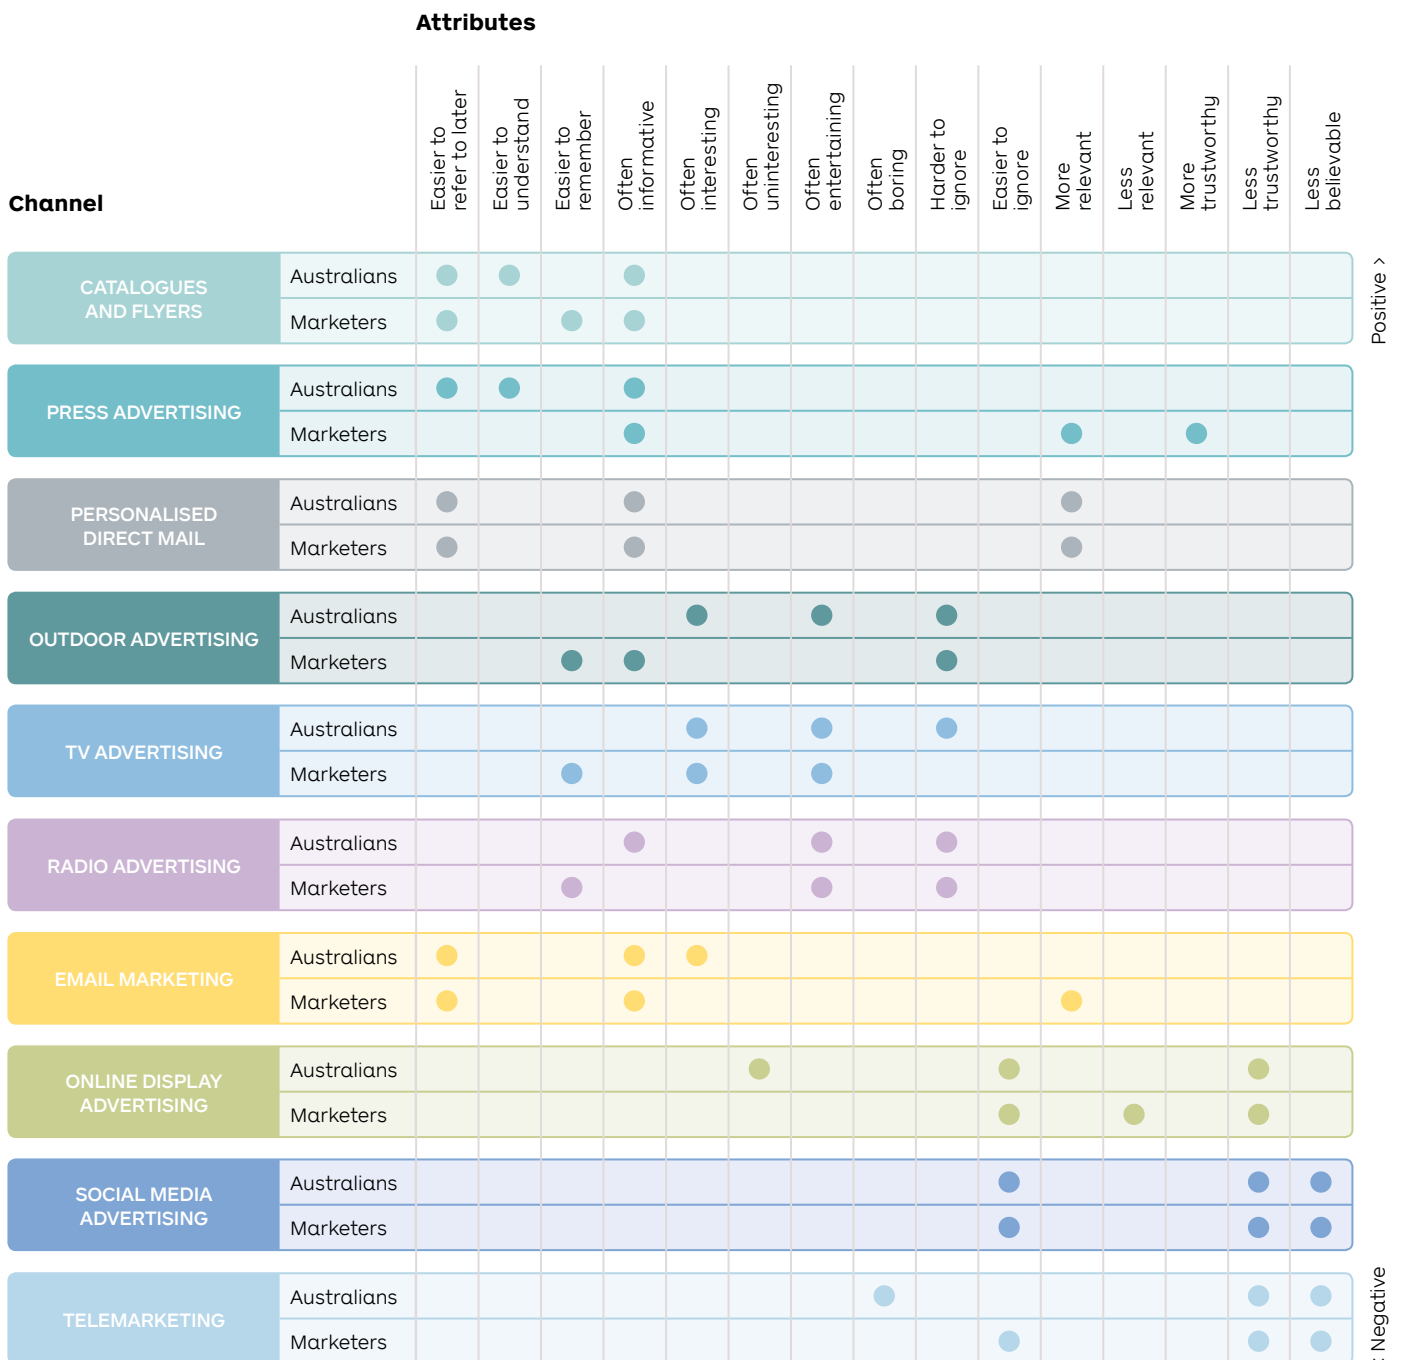 Attributes
Channel
Easier to
refer to later
Easier to
understand
Easier to
remember
Often
informative
Often
interesting
Often
uninteresting
Often
entertaining
Often
boring
Harder to
ignore
Easier to
ignore
More
relevant
Less
relevant
More
trustworthy
Less
trustworthy
Less
believable
CATALOGUES
AND FLYERS
Australians
Marketers
Positive >
PRESS ADVERTISING
Australians
Marketers
PERSONALISED
DIRECT MAIL
Australians
Marketers
OUTDOOR ADVERTISING
Australians
Marketers
TV ADVERTISING
Australians
Marketers
RADIO ADVERTISING
Australians
Marketers
EMAIL MARKETING
Australians
Marketers
ONLINE DISPLAY
ADVERTISING
Australians
Marketers
SOCIAL MEDIA
ADVERTISING
Australians
Marketers
TELEMARKETING
Australians
Marketers
Negative